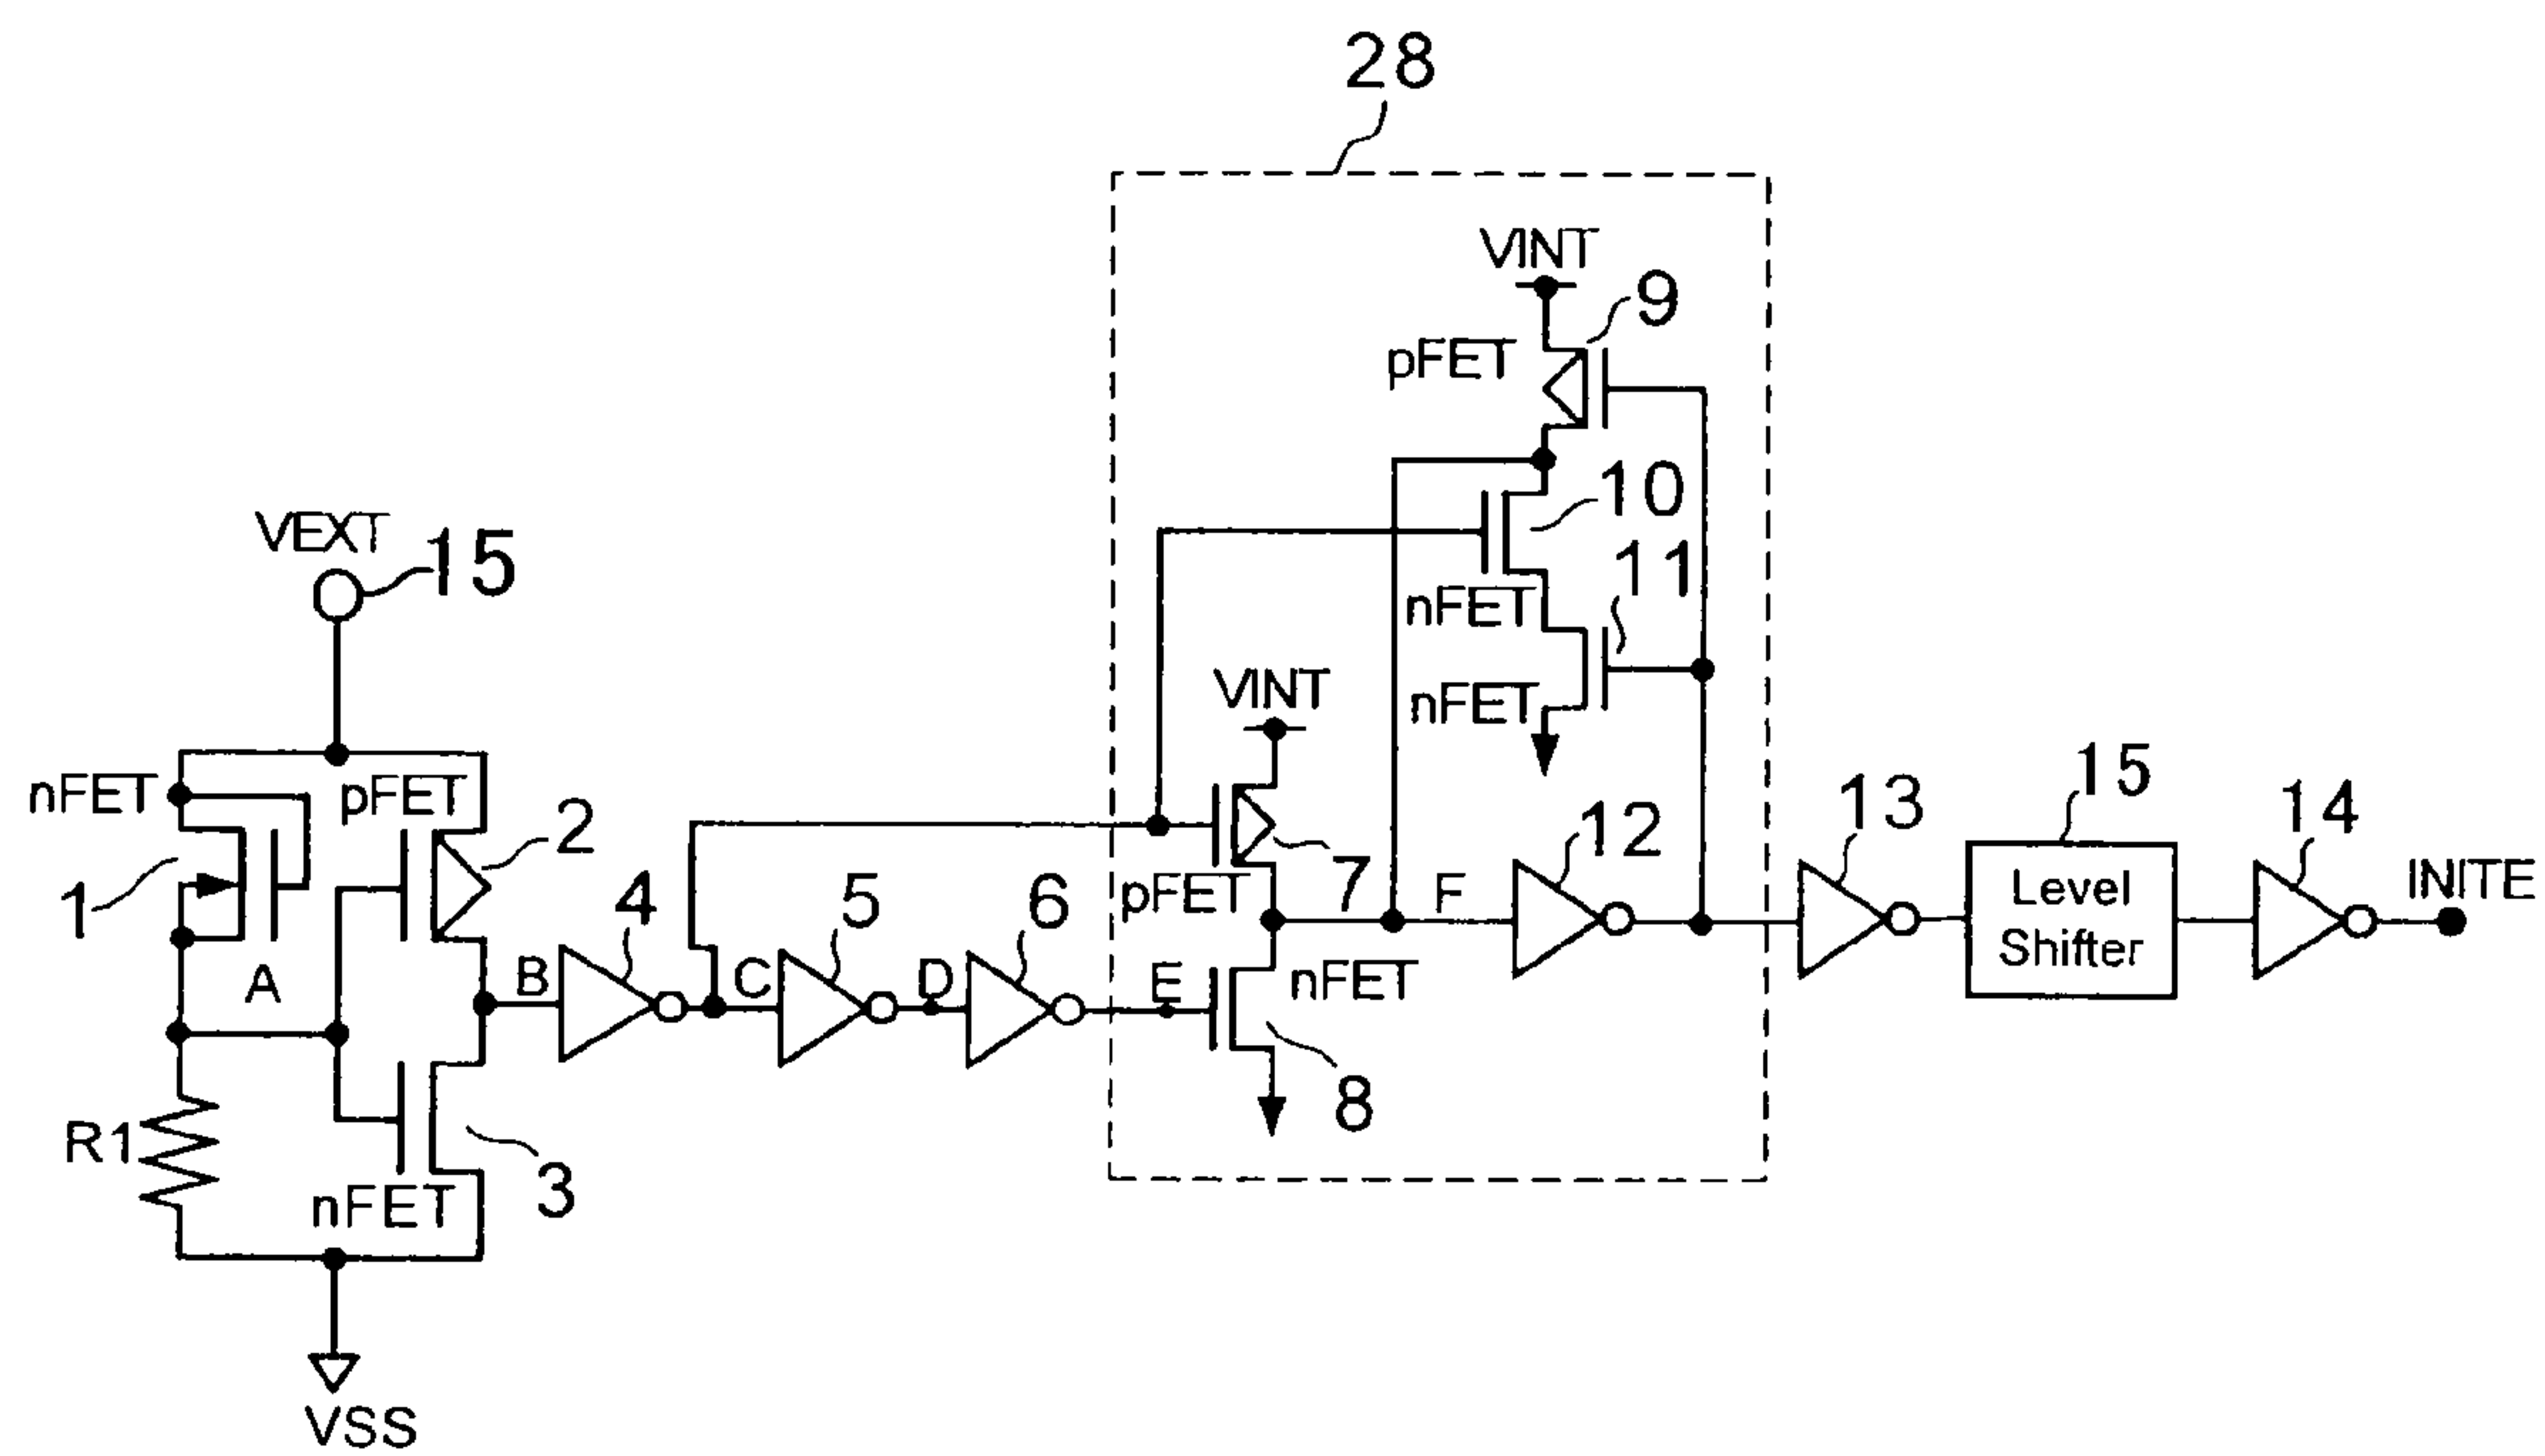 28
VINT
9
pFET
10
VEXT
15
11
nFET
VINT
nFET
nFET
pFET
2
1
A
4
5
6
7
pFET
F
12
13
15
14
Level
Shifter
INITE
B
C
D
E
nFET
8
R1
nFET
3
VSS